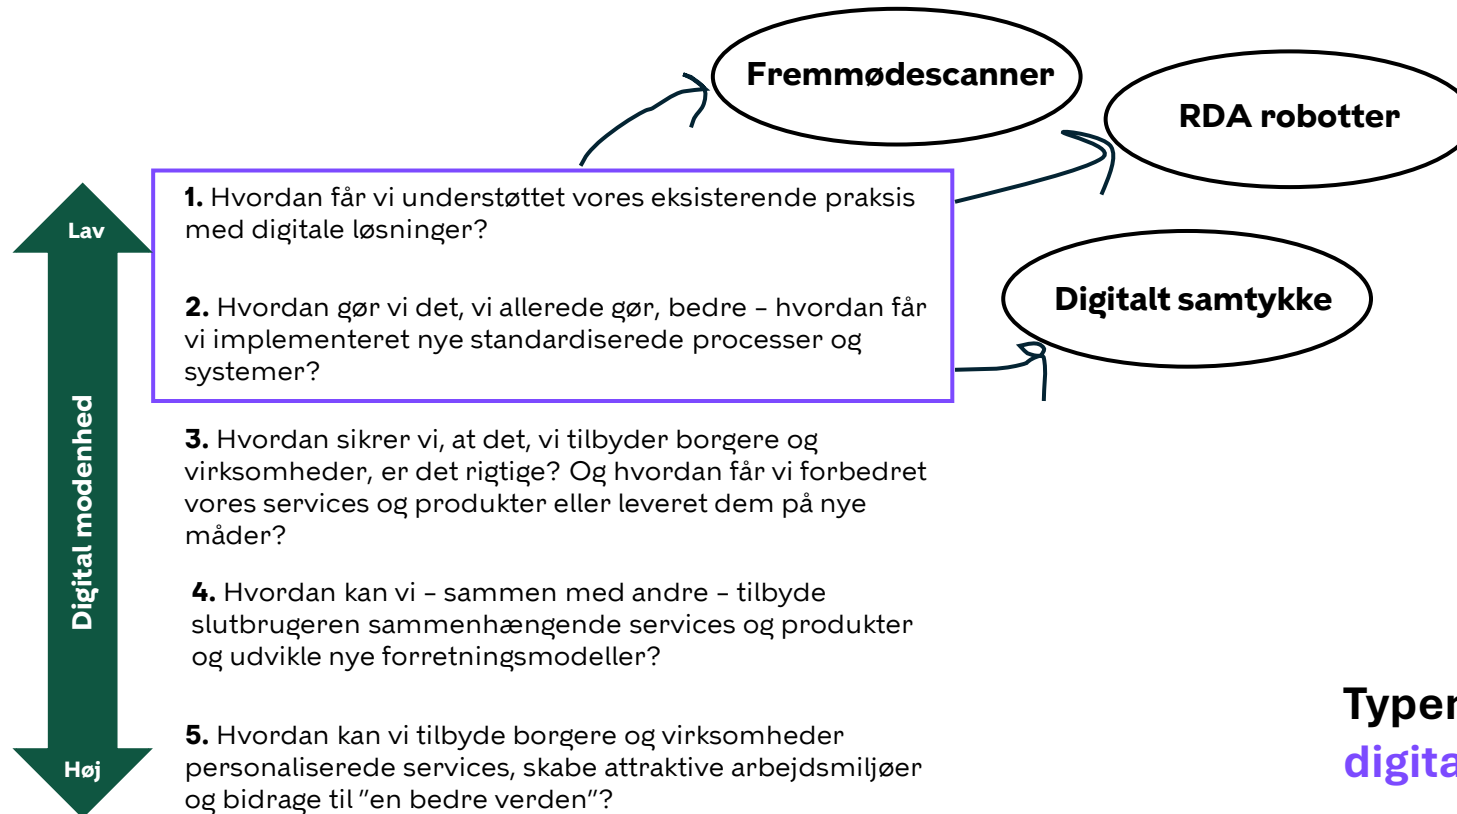 Fremmødescanner
RDA robotter
Lav
1. Hvordan får vi understøttet vores eksisterende praksis
med digitale løsninger?
2. Hvordan gør vi det, vi allerede gør, bedre – hvordan får
vi implementeret nye standardiserede processer og
systemer?
Digitalt samtykke
Digital modenhed
3. Hvordan sikrer vi, at det, vi tilbyder borgere og
virksomheder, er det rigtige? Og hvordan får vi forbedret
vores services og produkter eller leveret dem på nye
måder?
4. Hvordan kan vi – sammen med andre – tilbyde
slutbrugeren sammenhængende services og produkter
og udvikle nye forretningsmodeller?
5. Hvordan kan vi tilbyde borgere og virksomheder
personaliserede services, skabe attraktive arbejdsmiljøer
og bidrage til ”en bedre verden”?
Høj